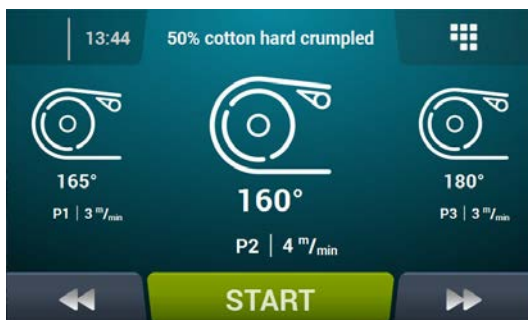 13:44
50% cotton hard crumpled
165°
P1 | 3 m/min
160°
P2 | 4 m/min
180°
P3 | 3 m/min
START